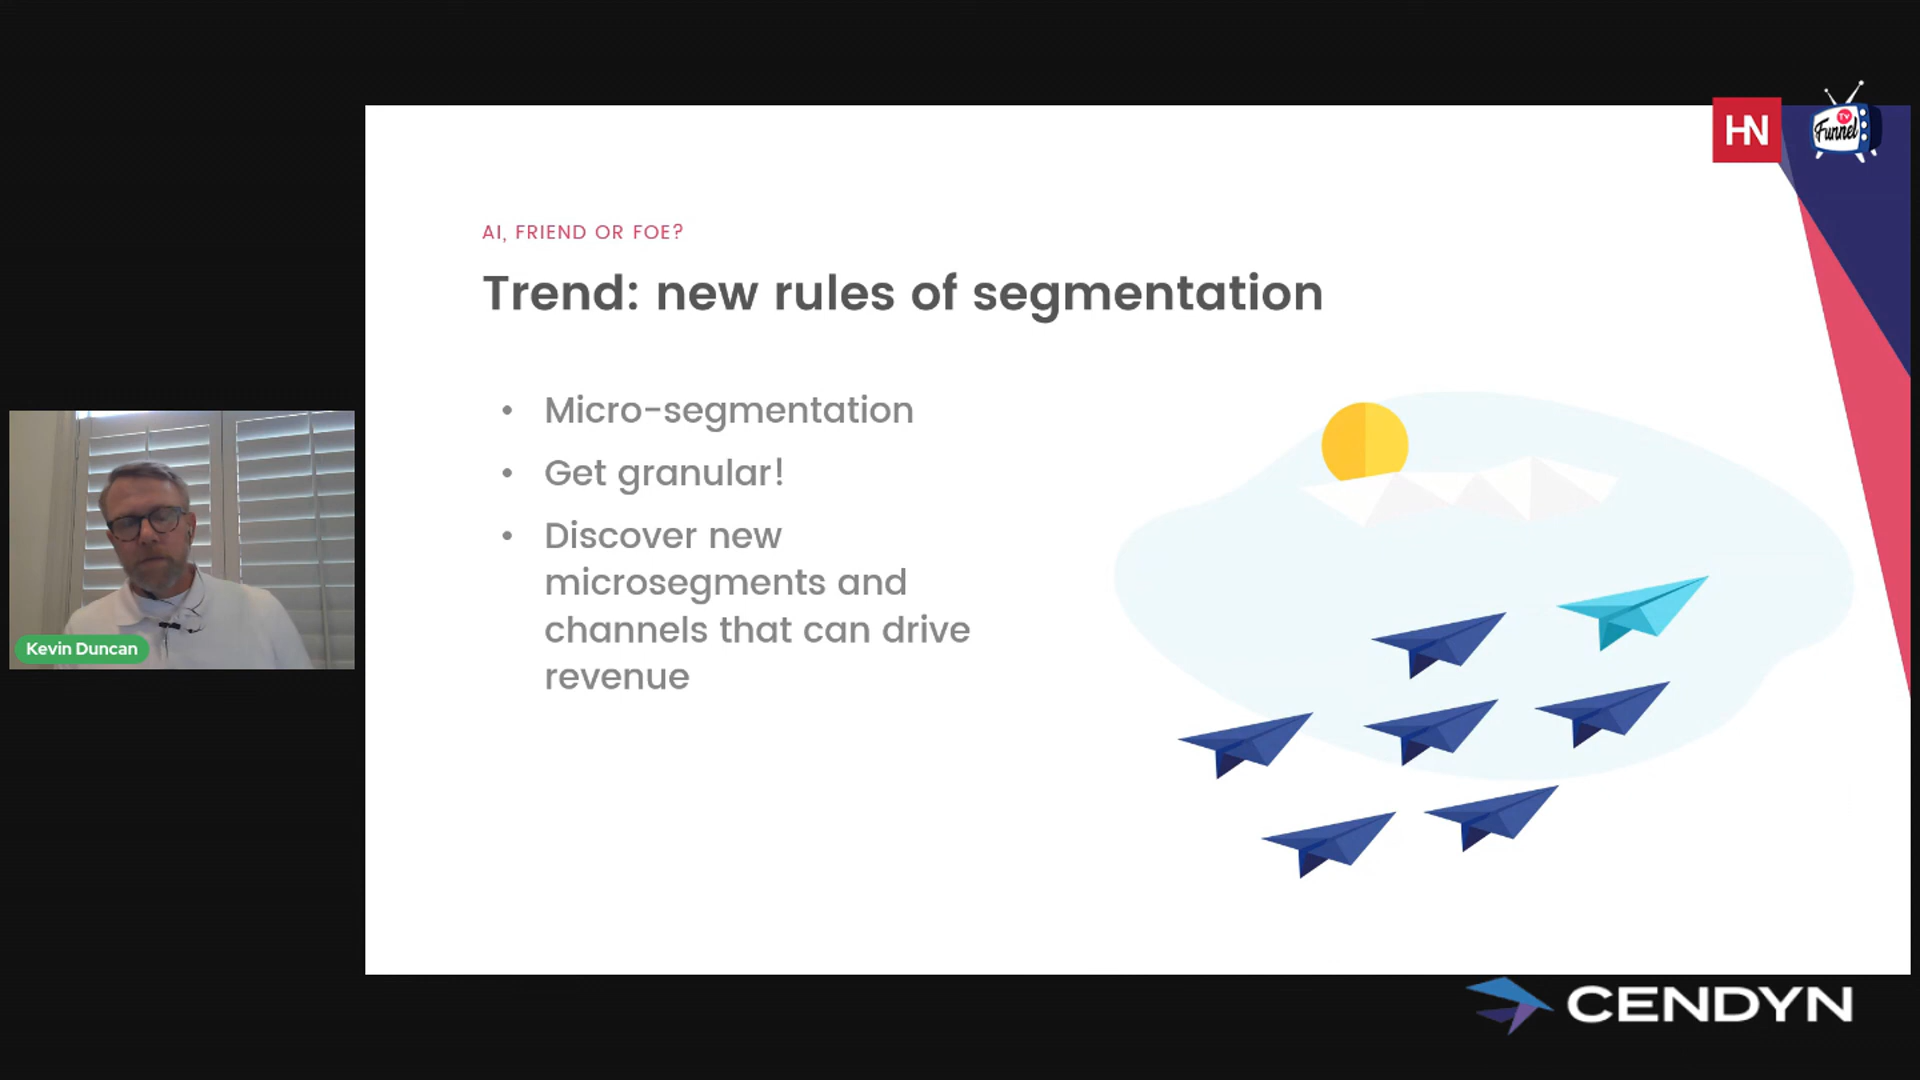 HN
TV
Funnel
AI, FRIEND OR FOE?
Trend: new rules of segmentation
• Micro-segmentation
• Get granular!
• Discover new
microsegments and
channels that can drive
revenue
Kevin Duncan
CENDYN